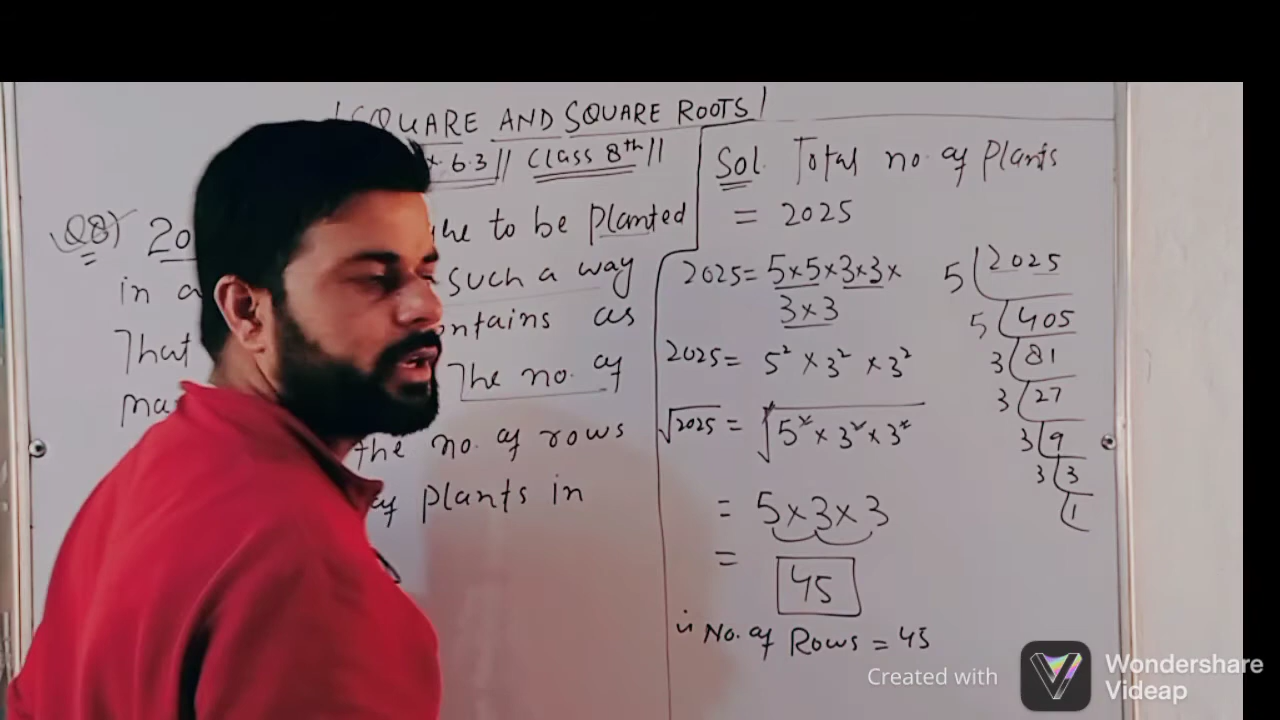 SQUARE AND SQUARE ROOTS
6.3 // Class 8th //
Q8) 20 to be Planted
in a Such a way
That ntains as
The no. of
the no. of rows
of plants in
Sol. Total no. of Plants
= 2025
2025 = 5×5×3×3×
3×3
2025 = 5² × 3² × 3²
√2025 = √5² × 3² × 3²
= 5×3×3
= 45
∴ No. of Rows = 45
5 | 2025
5 | 405
3 | 81
3 | 27
3 | 9
3 | 3
1
Created with
Wondershare
Videap